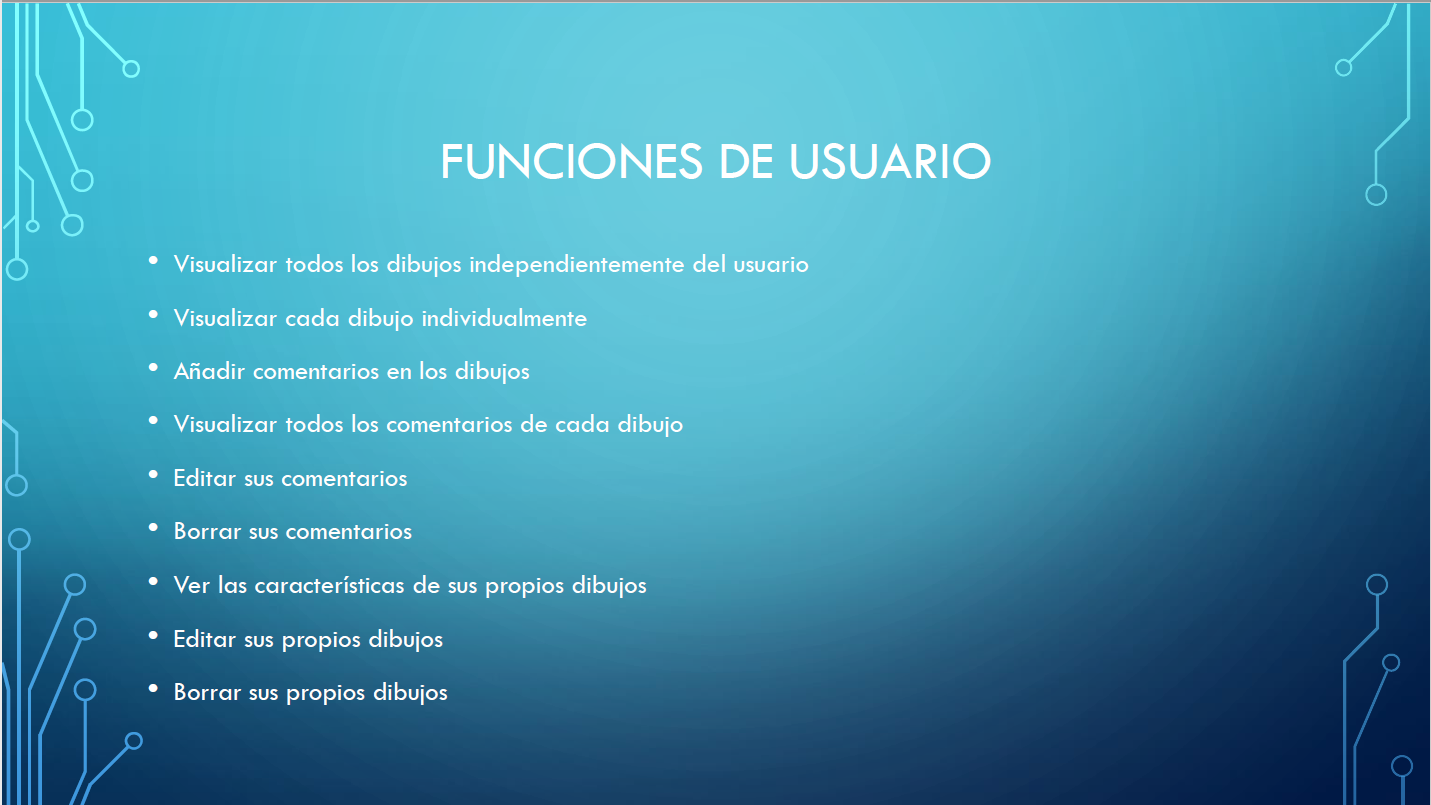 FUNCIONES DE USUARIO
• Visualizar todos los dibujos independientemente del usuario
• Visualizar cada dibujo individualmente
• Añadir comentarios en los dibujos
• Visualizar todos los comentarios de cada dibujo
• Editar sus comentarios
• Borrar sus comentarios
• Ver las características de sus propios dibujos
• Editar sus propios dibujos
• Borrar sus propios dibujos